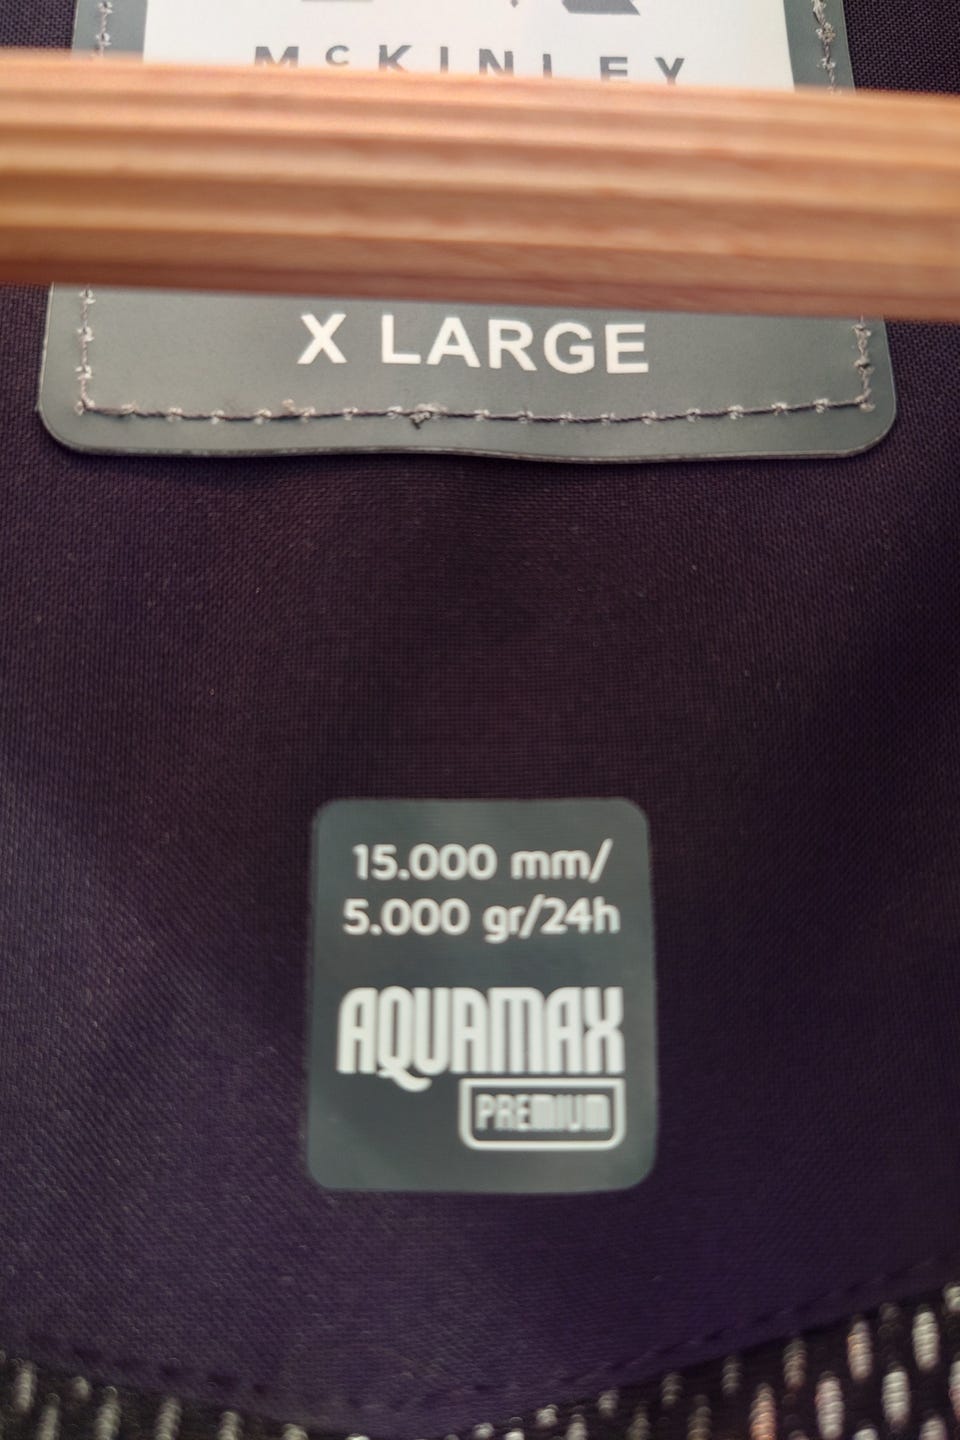 McKINLEY
X LARGE
15.000 mm/
5.000 gr/24h
AQUAMAX
PREMIUM